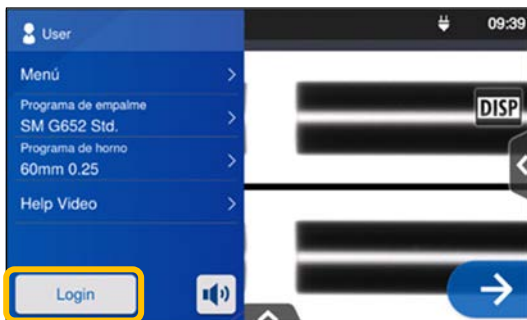 User
09:39
Menú
Programa de empalme
SM G652 Std.
DISP
Programa de horno
60mm 0.25
Help Video
Login